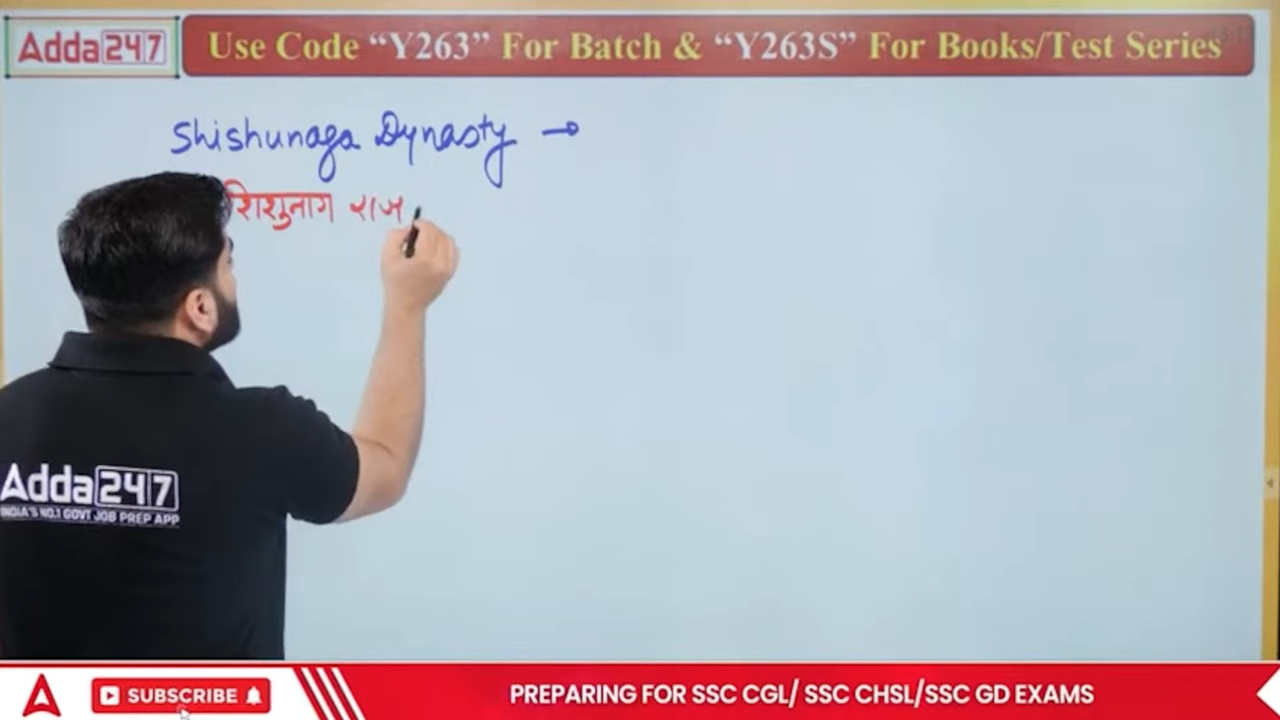 Adda247
Use Code “Y263” For Batch & “Y263S” For Books/Test Series
Shishunaga Dynasty →
शिशुनाग राज
Adda247
INDIA'S NO.1 GOVT JOB PREP APP
SUBSCRIBE
PREPARING FOR SSC CGL/ SSC CHSL/SSC GD EXAMS